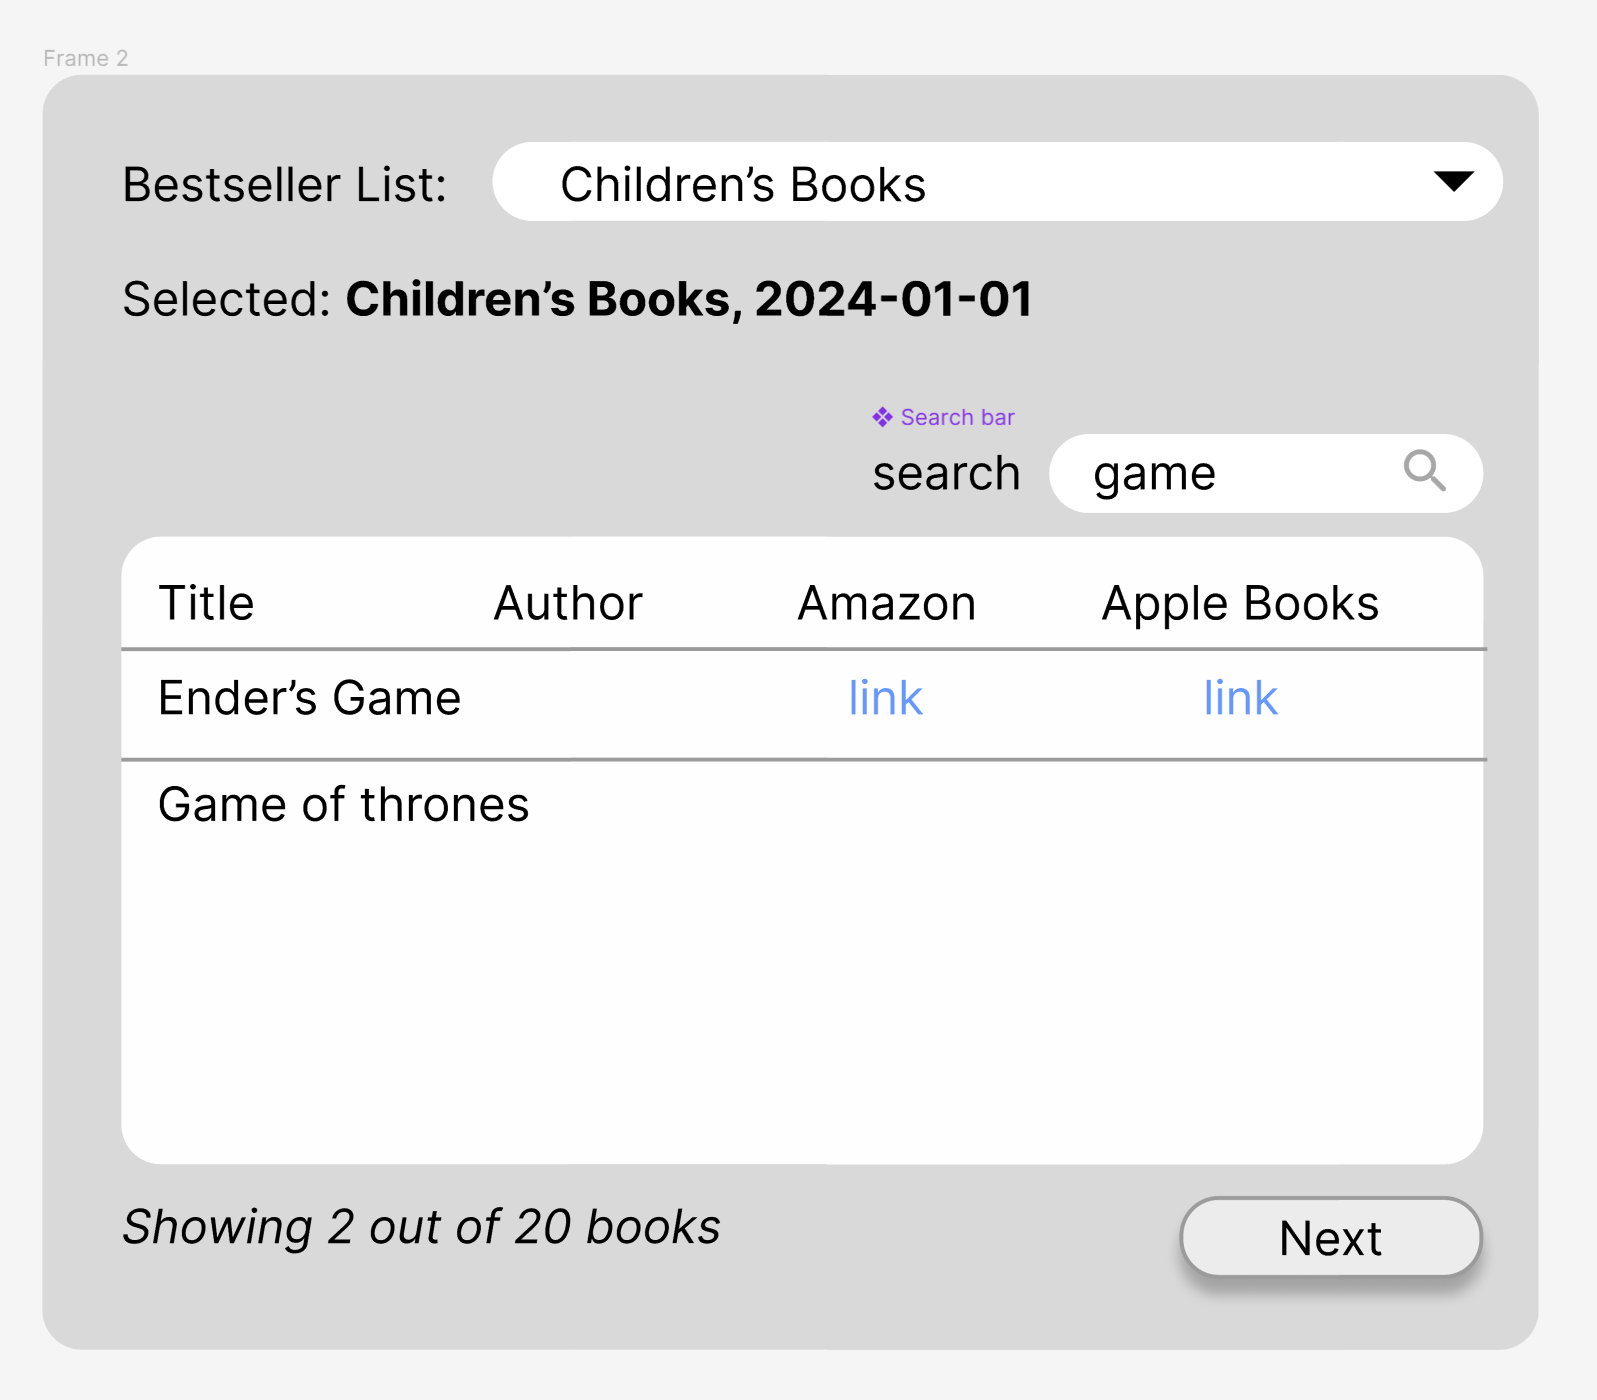 Frame 2
Bestseller List: Children’s Books
Selected: Children’s Books, 2024-01-01
Search bar
search game
Title Author Amazon Apple Books
Ender’s Game link link
Game of thrones
Showing 2 out of 20 books
Next